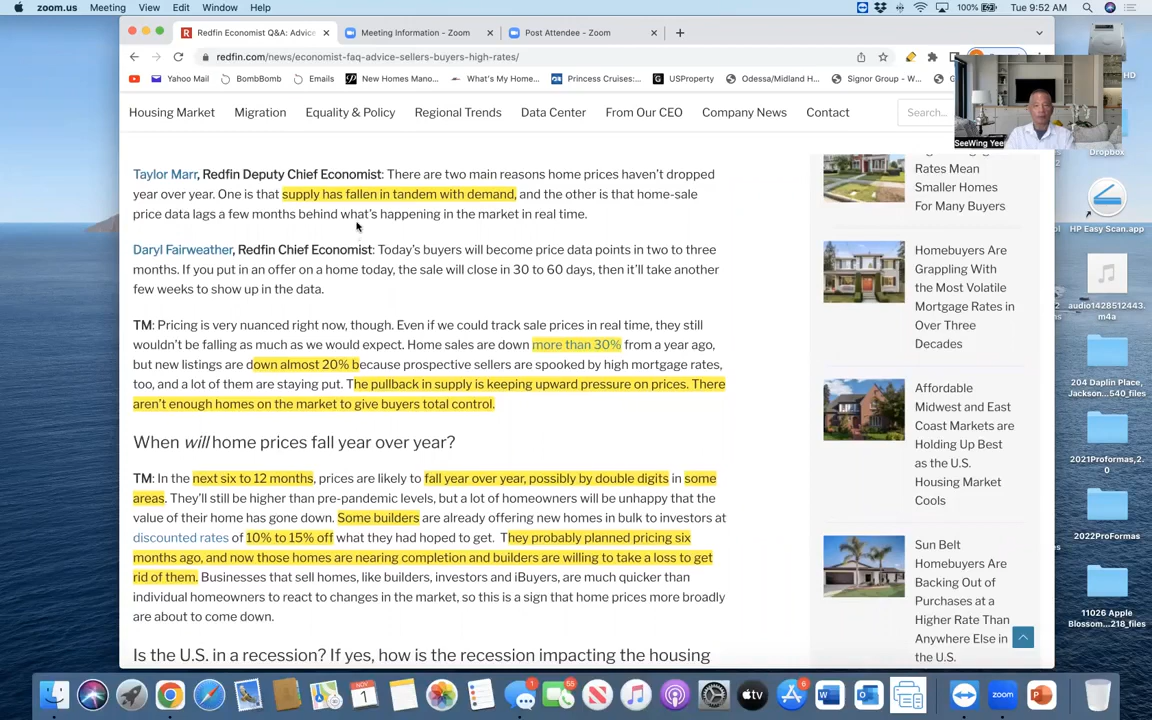 zoom.us Meeting View Edit Window Help 100% Tue 9:52 AM
Redfin Economist Q&A: Advice Meeting Information - Zoom Post Attendee - Zoom
redfin.com/news/economist-faq-advice-sellers-buyers-high-rates/
Yahoo Mail BombBomb Emails New Homes Mano... What's My Home... Princess Cruises:... USProperty Odessa/Midland H... Signor Group - W...
HD
SeeWing Yee
Dropbox
HP Easy Scan.app
audio1428512443.
m4a
204 Daplin Place,
Jackson...540_files
2021Proformas,2.
0
2022ProFormas
11026 Apple
Blossom...218_files
Housing Market Migration Equality & Policy Regional Trends Data Center From Our CEO Company News Contact Search...
Taylor Marr, Redfin Deputy Chief Economist: There are two main reasons home prices haven't dropped
year over year. One is that supply has fallen in tandem with demand, and the other is that home-sale
price data lags a few months behind what's happening in the market in real time.
Daryl Fairweather, Redfin Chief Economist: Today's buyers will become price data points in two to three
months. If you put in an offer on a home today, the sale will close in 30 to 60 days, then it'll take another
few weeks to show up in the data.
TM: Pricing is very nuanced right now, though. Even if we could track sale prices in real time, they still
wouldn't be falling as much as we would expect. Home sales are down more than 30% from a year ago,
but new listings are down almost 20% because prospective sellers are spooked by high mortgage rates,
too, and a lot of them are staying put. The pullback in supply is keeping upward pressure on prices. There
aren't enough homes on the market to give buyers total control.
When will home prices fall year over year?
TM: In the next six to 12 months, prices are likely to fall year over year, possibly by double digits in some
areas. They'll still be higher than pre-pandemic levels, but a lot of homeowners will be unhappy that the
value of their home has gone down. Some builders are already offering new homes in bulk to investors at
discounted rates of 10% to 15% off what they had hoped to get. They probably planned pricing six
months ago, and now those homes are nearing completion and builders are willing to take a loss to get
rid of them. Businesses that sell homes, like builders, investors and iBuyers, are much quicker than
individual homeowners to react to changes in the market, so this is a sign that home prices more broadly
are about to come down.
Is the U.S. in a recession? If yes, how is the recession impacting the housing
Rates Mean
Smaller Homes
For Many Buyers
Homebuyers Are
Grappling With
the Most Volatile
Mortgage Rates in
Over Three
Decades
Affordable
Midwest and East
Coast Markets are
Holding Up Best
as the U.S.
Housing Market
Cools
Sun Belt
Homebuyers Are
Backing Out of
Purchases at a
Higher Rate Than
Anywhere Else in
the U.S.
NOV
1
1
55
6
tv
zoom